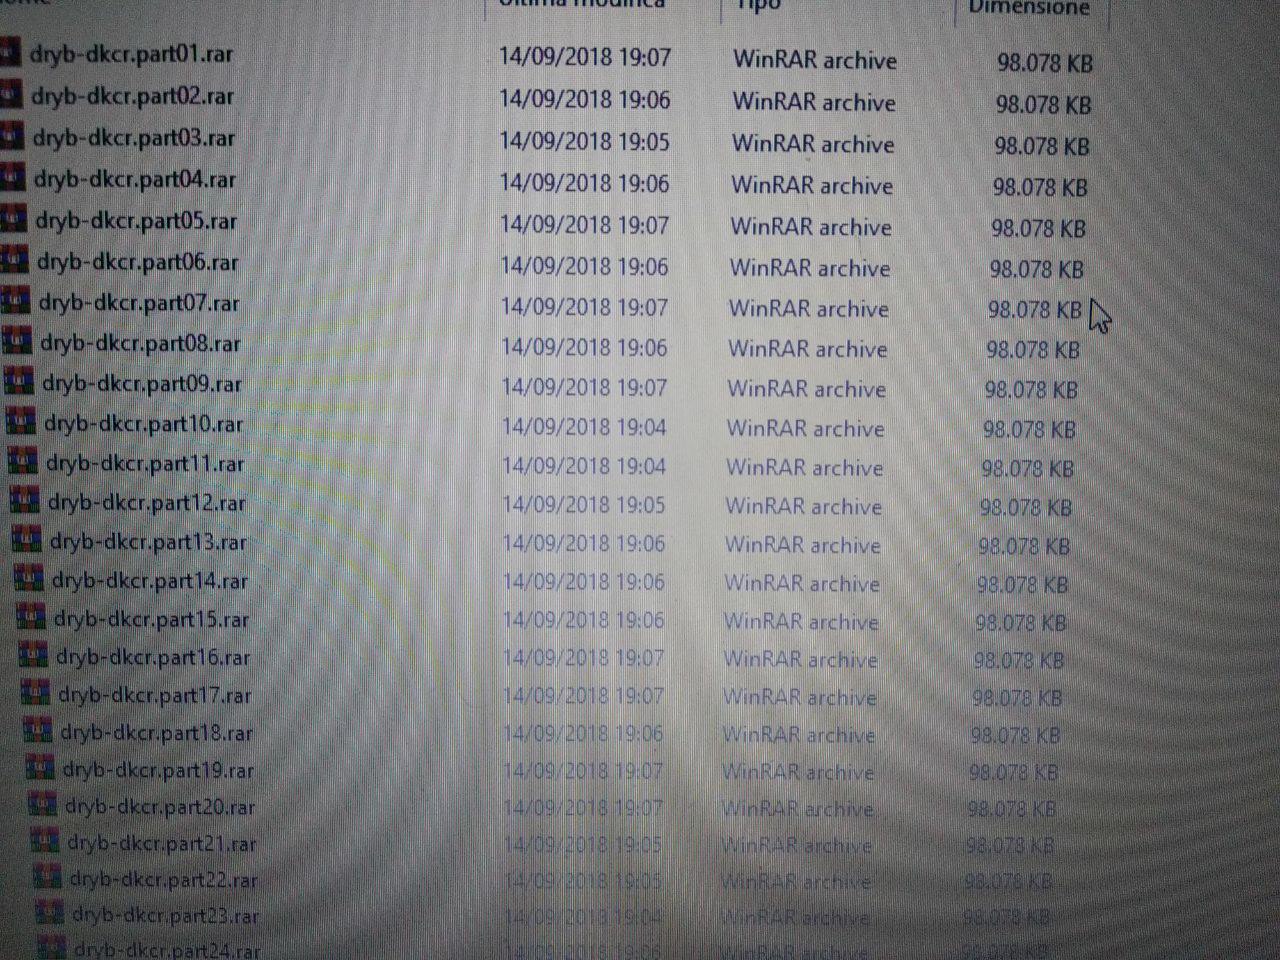 Ultima modifica Tipo Dimensione
dryb-dkcr.part01.rar 14/09/2018 19:07 WinRAR archive 98.078 KB
dryb-dkcr.part02.rar 14/09/2018 19:06 WinRAR archive 98.078 KB
dryb-dkcr.part03.rar 14/09/2018 19:05 WinRAR archive 98.078 KB
dryb-dkcr.part04.rar 14/09/2018 19:06 WinRAR archive 98.078 KB
dryb-dkcr.part05.rar 14/09/2018 19:07 WinRAR archive 98.078 KB
dryb-dkcr.part06.rar 14/09/2018 19:06 WinRAR archive 98.078 KB
dryb-dkcr.part07.rar 14/09/2018 19:07 WinRAR archive 98.078 KB
dryb-dkcr.part08.rar 14/09/2018 19:06 WinRAR archive 98.078 KB
dryb-dkcr.part09.rar 14/09/2018 19:07 WinRAR archive 98.078 KB
dryb-dkcr.part10.rar 14/09/2018 19:04 WinRAR archive 98.078 KB
dryb-dkcr.part11.rar 14/09/2018 19:04 WinRAR archive 98.078 KB
dryb-dkcr.part12.rar 14/09/2018 19:05 WinRAR archive 98.078 KB
dryb-dkcr.part13.rar 14/09/2018 19:06 WinRAR archive 98.078 KB
dryb-dkcr.part14.rar 14/09/2018 19:06 WinRAR archive 98.078 KB
dryb-dkcr.part15.rar 14/09/2018 19:06 WinRAR archive 98.078 KB
dryb-dkcr.part16.rar 14/09/2018 19:07 WinRAR archive 98.078 KB
dryb-dkcr.part17.rar 14/09/2018 19:07 WinRAR archive 98.078 KB
dryb-dkcr.part18.rar 14/09/2018 19:06 WinRAR archive 98.078 KB
dryb-dkcr.part19.rar 14/09/2018 19:07 WinRAR archive 98.078 KB
dryb-dkcr.part20.rar 14/09/2018 19:07 WinRAR archive 98.078 KB
dryb-dkcr.part21.rar 14/09/2018 19:05 WinRAR archive 98.078 KB
dryb-dkcr.part22.rar 14/09/2018 19:05 WinRAR archive 98.078 KB
dryb-dkcr.part23.rar 14/09/2018 19:04 WinRAR archive 98.078 KB
dryb-dkcr.part24.rar 14/09/2018 19:06 WinRAR archive 98.078 KB